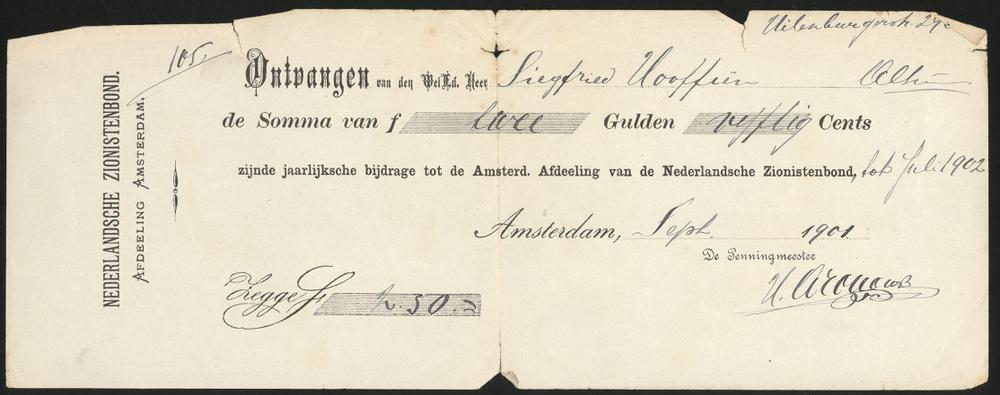 Uilenburgerstr. 29c
105.
NEDERLANDSCHE ZIONISTENBOND.
AFDEELING AMSTERDAM.
Ontvangen van den WelEd. Heer Siegfried Hooffien
de Somma van f twee Gulden vijftig Cents
zijnde jaarlijksche bijdrage tot de Amsterd. Afdeeling van de Nederlandsche Zionistenbond, tot Juli 1902
Amsterdam, Sept. 1901
De Penningmeester
Zegge f 2.50.-